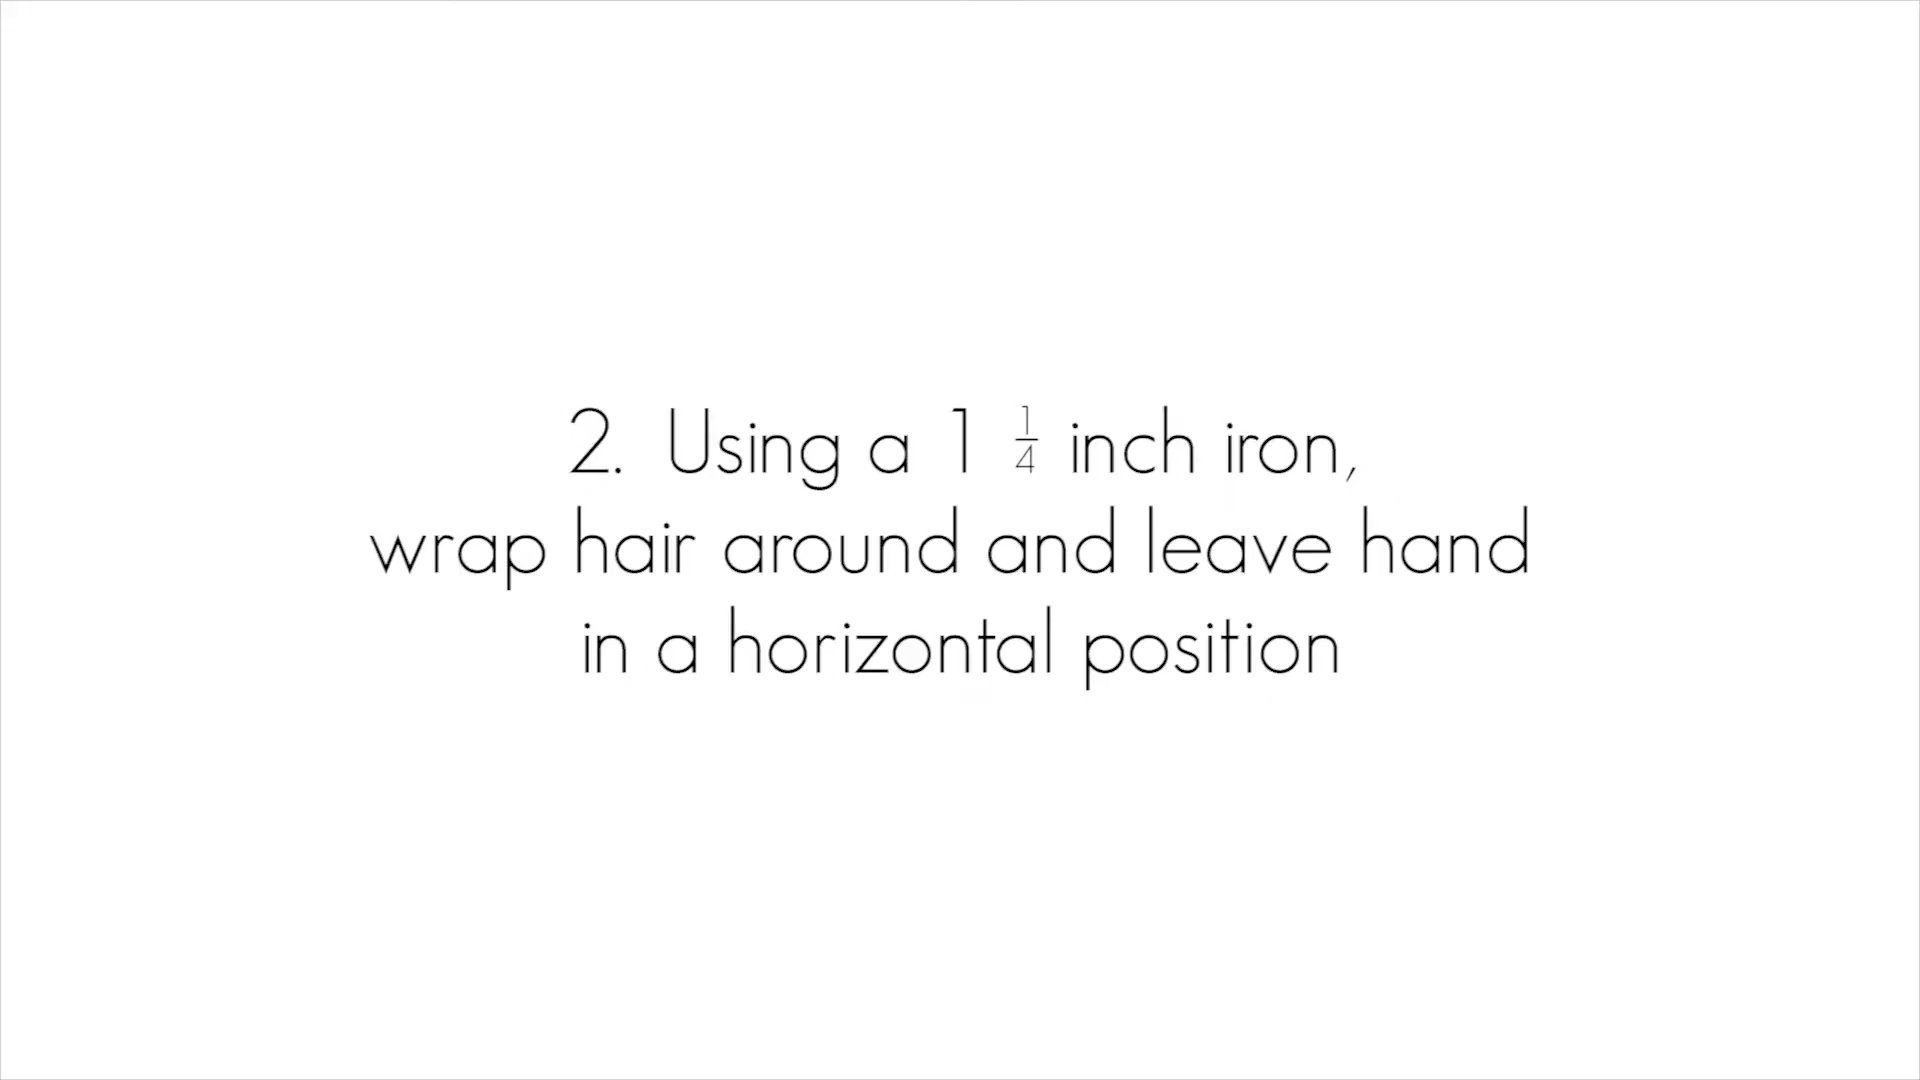 2. Using a 1 ¼ inch iron,
wrap hair around and leave hand
in a horizontal position